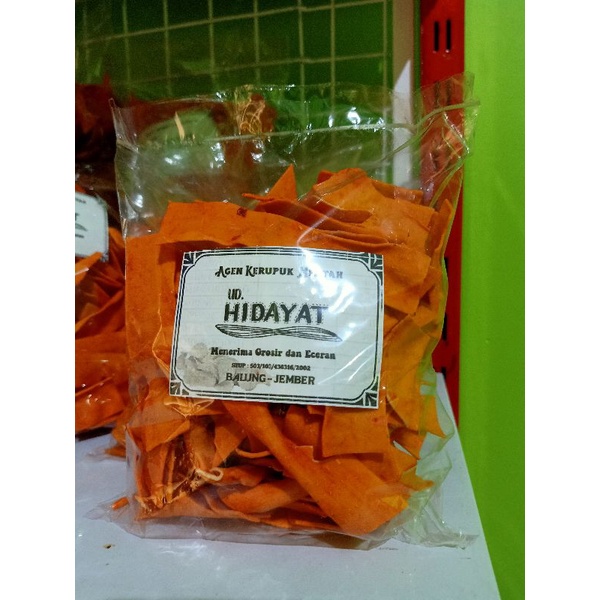 Agen Kerupuk
UD.
HIDAYAT
Menerima Grosir dan Eceran
BALUNG - JEMBER